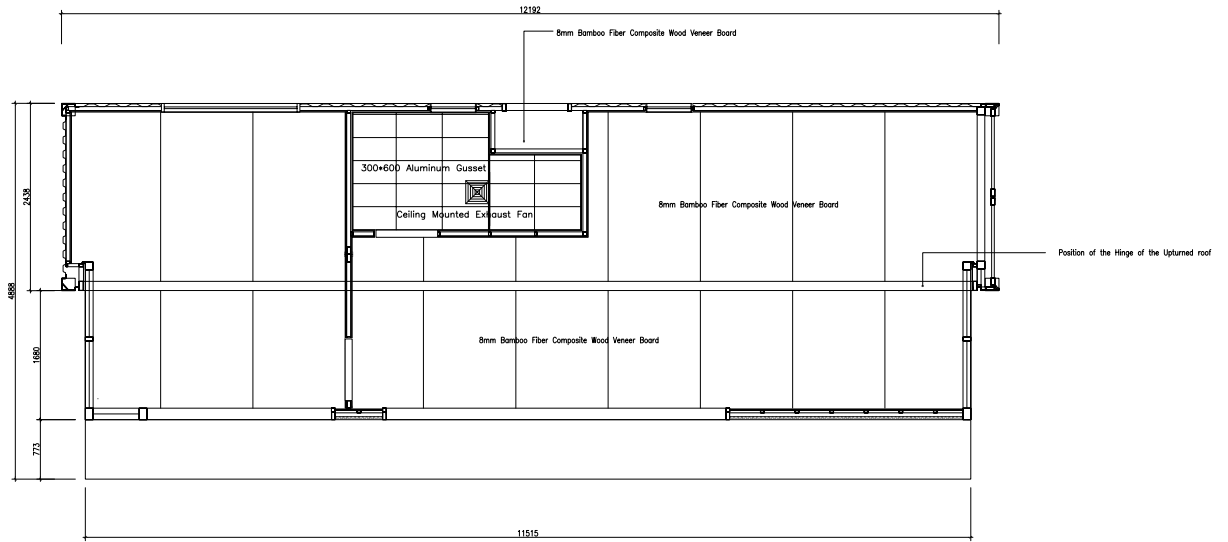 12192
8mm Bamboo Fiber Composite Wood Veneer Board
300*600 Aluminum Gusset
2438
8mm Bamboo Fiber Composite Wood Veneer Board
Ceiling Mounted Exhaust Fan
Position of the Hinge of the Upturned roof
4888
8mm Bamboo Fiber Composite Wood Veneer Board
1680
773
11515